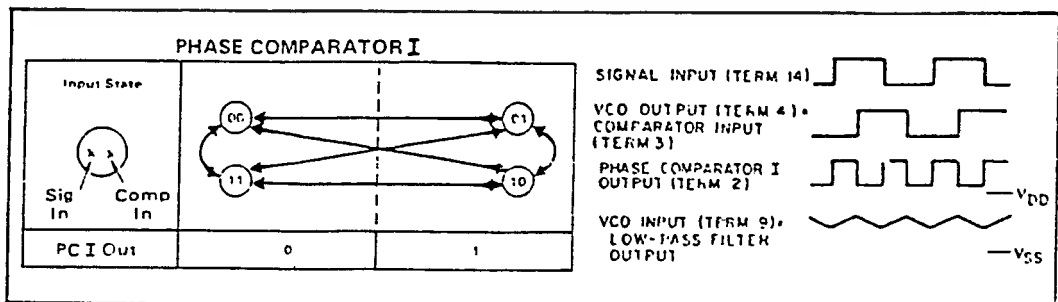 PHASE COMPARATOR I
Input State
X X
Sig In
Comp In
00
01
11
10
PC I Out
0
1
SIGNAL INPUT (TERM 14)
VCO OUTPUT (TERM 4)=
COMPARATOR INPUT
(TERM 3)
PHASE COMPARATOR I
OUTPUT (TERM 2)
VDD
VCO INPUT (TERM 9)=
LOW-PASS FILTER
OUTPUT
VSS